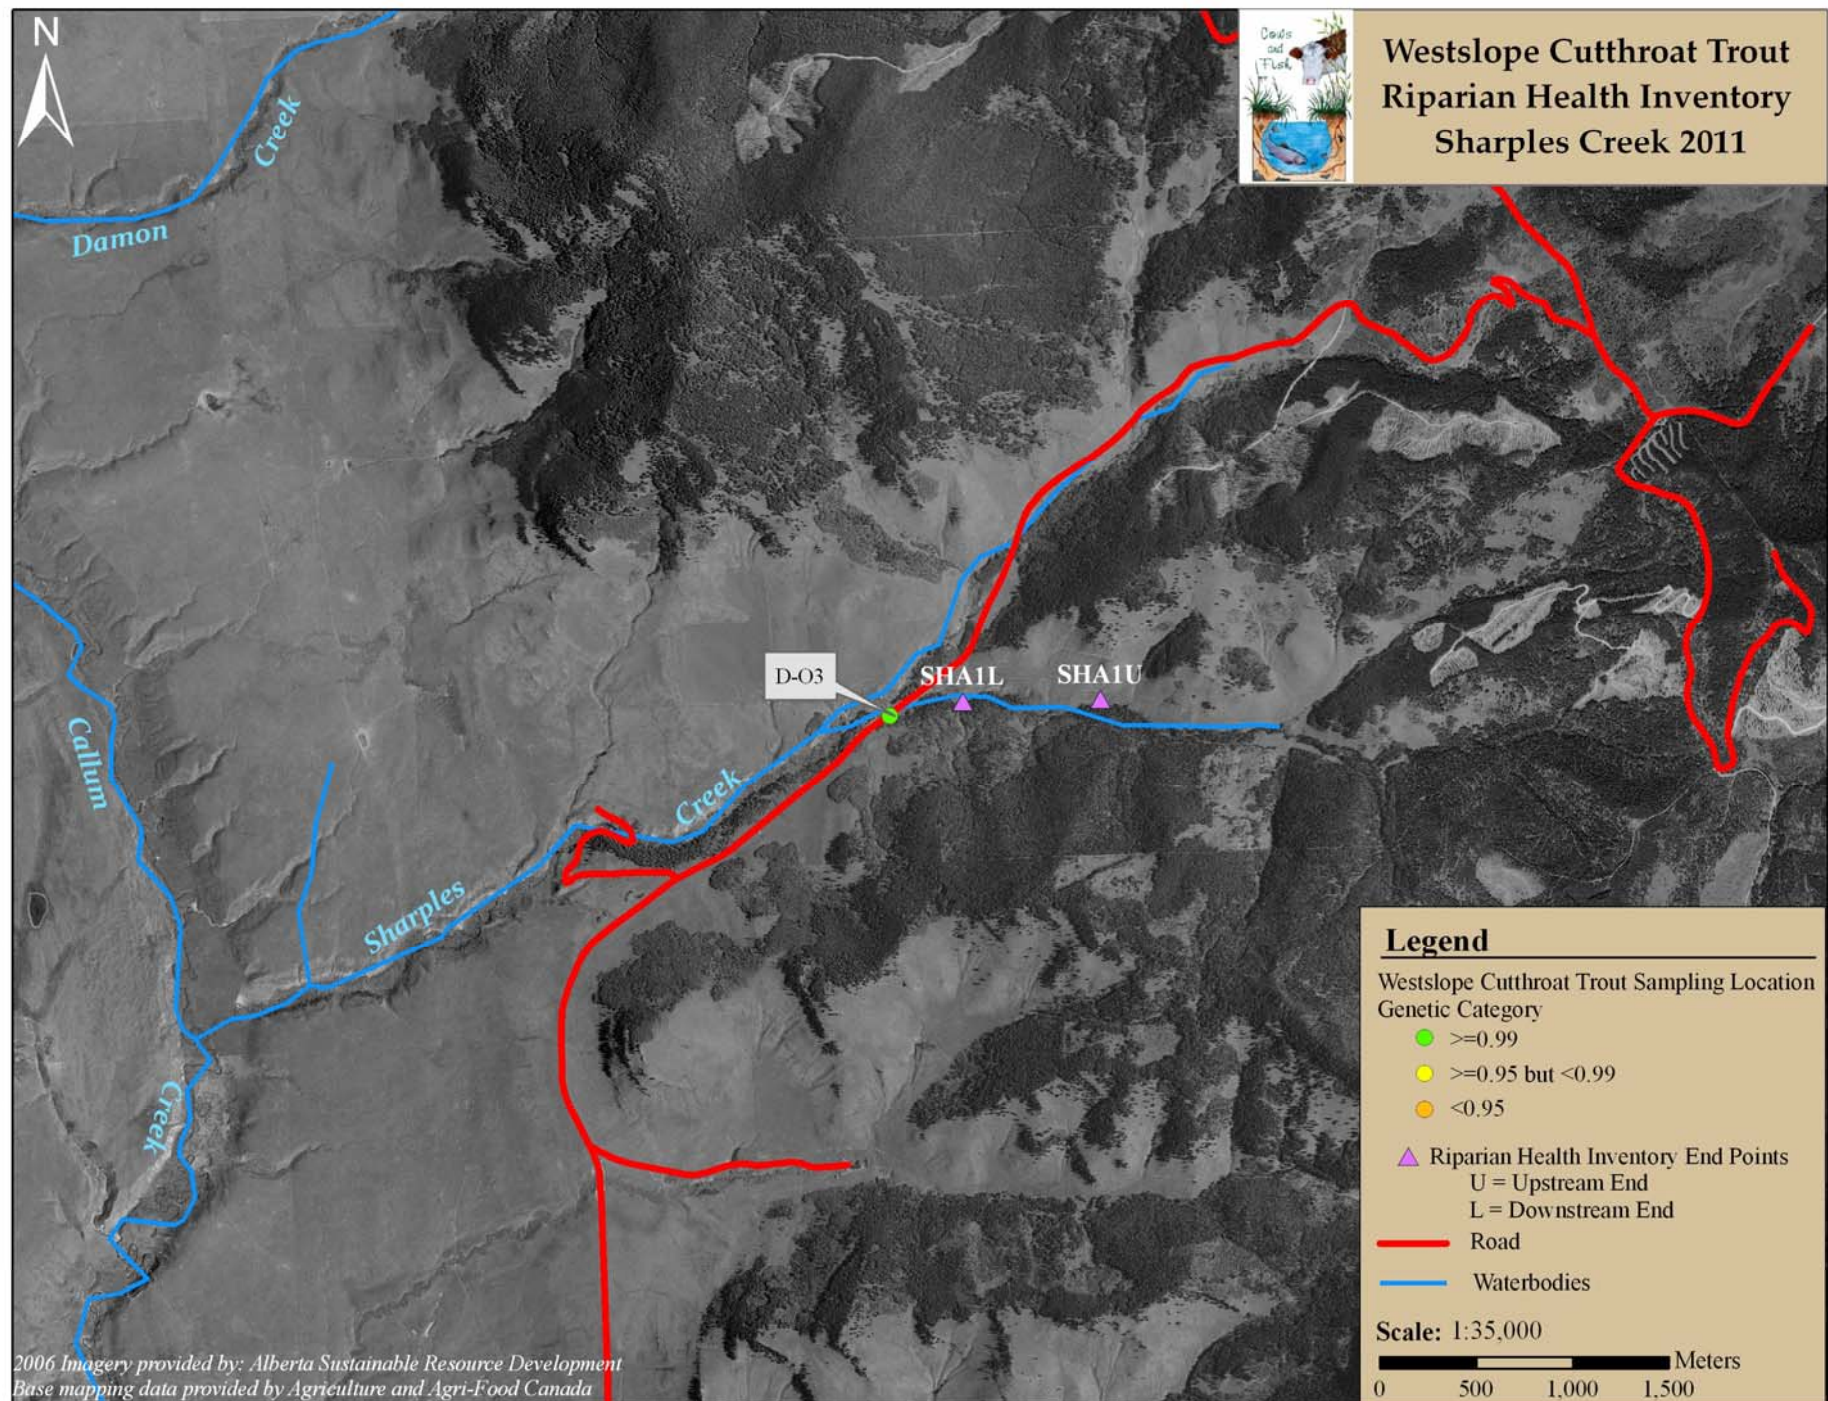 N
Cows
and
Fish
Westslope Cutthroat Trout
Riparian Health Inventory
Sharples Creek 2011
Creek
Damon
D-O3
SHA1L
SHA1U
Callum
Creek
Sharples
Creek
Legend
Westslope Cutthroat Trout Sampling Location
Genetic Category
>=0.99
>=0.95 but <0.99
<0.95
Riparian Health Inventory End Points
U = Upstream End
L = Downstream End
Road
Waterbodies
Scale: 1:35,000
Meters
0 500 1,000 1,500
2006 Imagery provided by: Alberta Sustainable Resource Development
Base mapping data provided by Agriculture and Agri-Food Canada